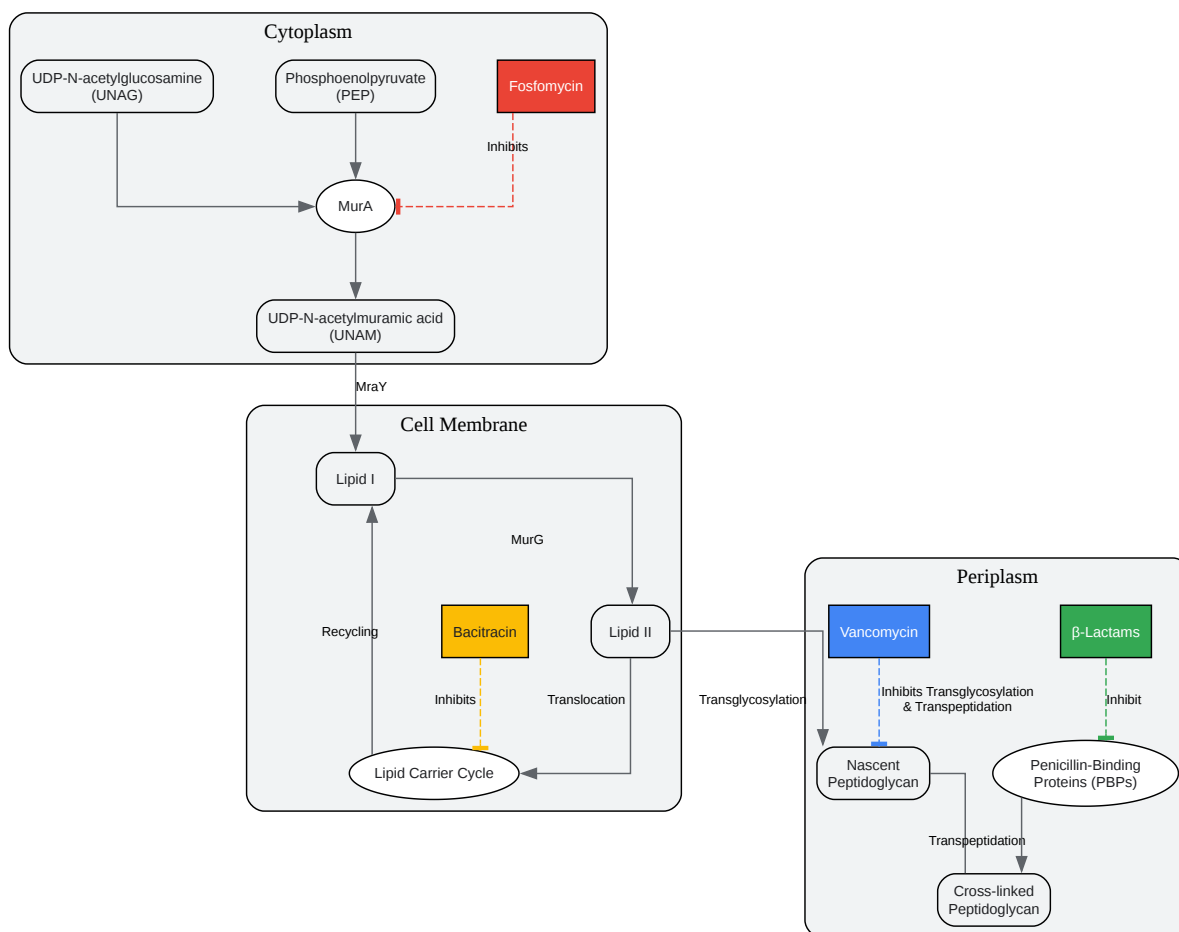 Cytoplasm
UDP-N-acetylglucosamine
(UNAG)
Phosphoenolpyruvate
(PEP)
Fosfomycin
Inhibits
MurA
UDP-N-acetylmuramic acid
(UNAM)
MraY
Cell Membrane
Lipid I
MurG
Recycling
Bacitracin
Lipid II
Inhibits
Translocation
Lipid Carrier Cycle
Transglycosylation
Periplasm
Vancomycin
β-Lactams
Inhibits Transglycosylation
& Transpeptidation
Inhibit
Nascent
Peptidoglycan
Penicillin-Binding
Proteins (PBPs)
Transpeptidation
Cross-linked
Peptidoglycan